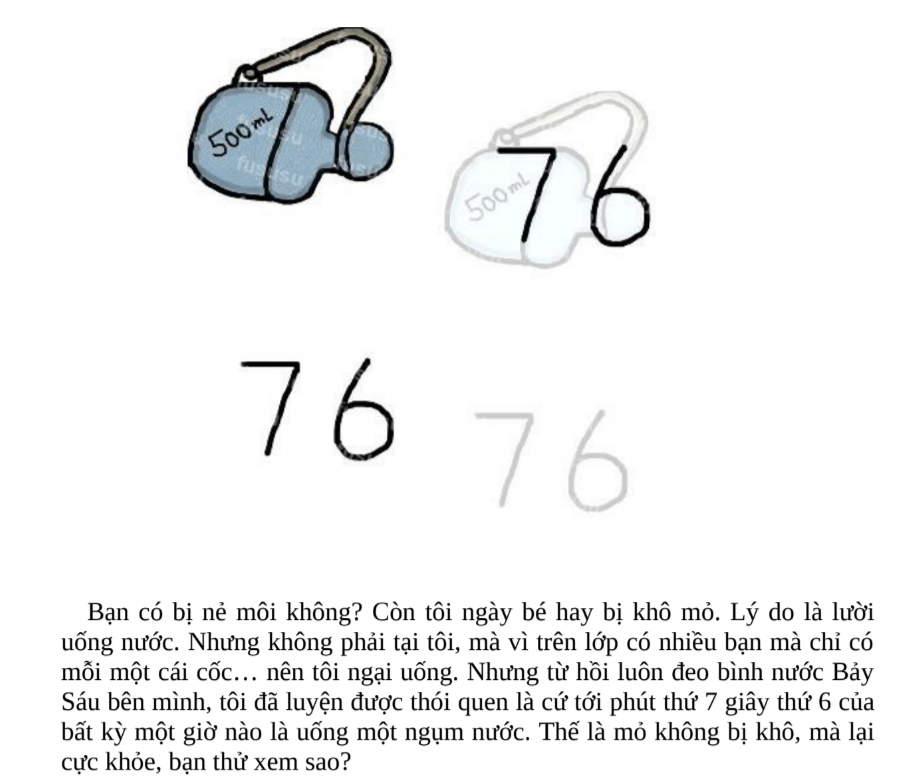 500mL
500mL
76
76
76
Bạn có bị nẻ môi không? Còn tôi ngày bé hay bị khô mỏ. Lý do là lười
uống nước. Nhưng không phải tại tôi, mà vì trên lớp có nhiều bạn mà chỉ có
mỗi một cái cốc… nên tôi ngại uống. Nhưng từ hồi luôn đeo bình nước Bảy
Sáu bên mình, tôi đã luyện được thói quen là cứ tới phút thứ 7 giây thứ 6 của
bất kỳ một giờ nào là uống một ngụm nước. Thế là mỏ không bị khô, mà lại
cực khỏe, bạn thử xem sao?